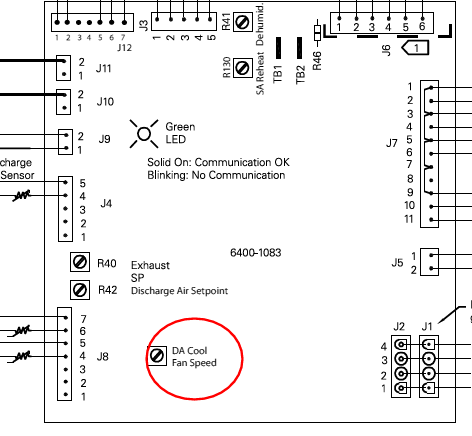 1 2 3 4 5 6 7
J12
J3
1 2 3 4 5
R41
Dehumid.
R130
SA Reheat
TB1
TB2
R46
1 2 3 4 5 6
J6
1
2
1
J11
2
1
J10
2
1
J9
Green
LED
Solid On: Communication OK
Blinking: No Communication
charge
Sensor
5
4
3
2
1
J4
1
2
3
4
5
6
7
8
9
10
11
J7
6400-1083
R40
Exhaust
SP
R42
Discharge Air Setpoint
J5
1
2
7
6
5
4
3
2
1
J8
DA Cool
Fan Speed
J2
J1
4
3
2
1